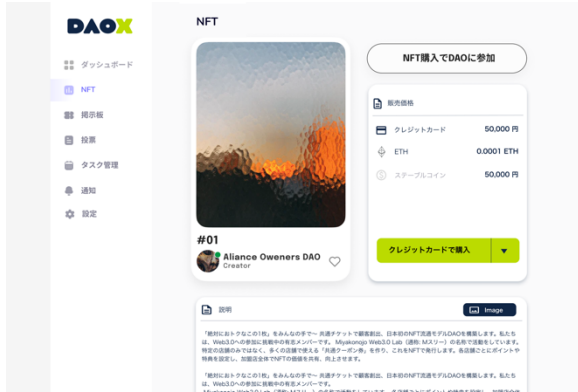 DAOX
ダッシュボード
NFT
掲示板
投票
タスク管理
通知
設定
NFT
#01
Aliance Oweners DAO
Creator
NFT購入でDAOに参加
販売価格
クレジットカード 50,000 円
ETH 0.0001 ETH
ステーブルコイン 50,000 円
クレジットカードで購入
説明
Image
「絶対におトクなこの1枚」をみんなの手で〜 共通チケットで顧客創出、日本初のNFT流通モデルDAOを構築します。私たち
は、Web3.0への参加に挑戦中の有志メンバーです。 Miyakonojo Web3.0 Lab（通称: Mスリー）の名称で活動をしています。
特定の店舗のみではなく、多くの店舗で使える「共通クーポン券」を作り、これをNFTで発行します。各店舗ごとにポイントや
特典を設定し、加盟店全体でNFTの価値を共有、向上させます。
「絶対におトクなこの1枚」をみんなの手で〜 共通チケットで顧客創出、日本初のNFT流通モデルDAOを構築します。私たち
は、Web3.0への参加に挑戦中の有志メンバーです。